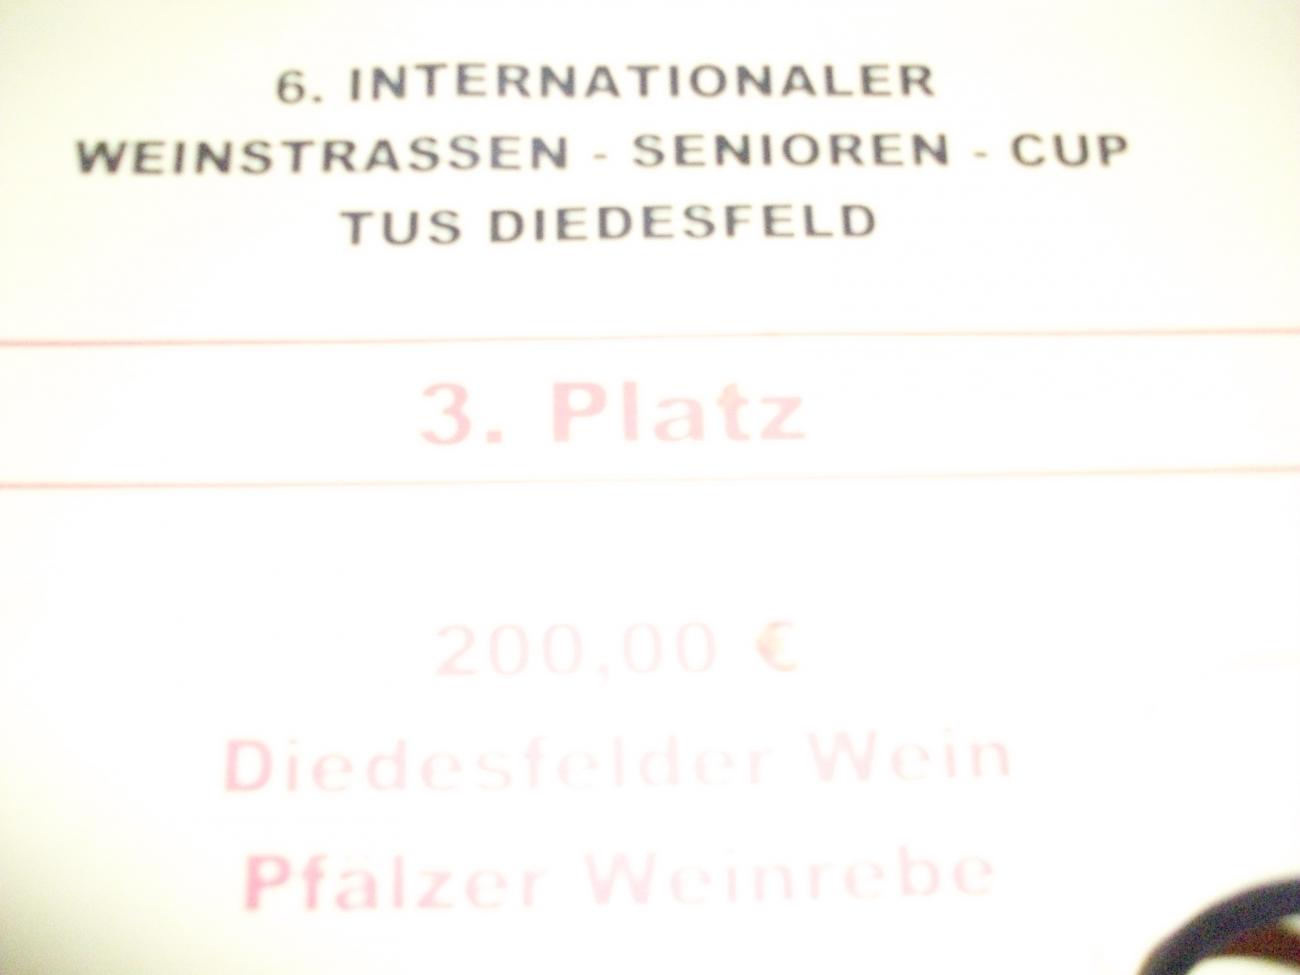 6. INTERNATIONALER
WEINSTRASSEN - SENIOREN - CUP
TUS DIEDESFELD
3. Platz
200,00 €
Diedesfelder Wein
Pfälzer Weinrebe